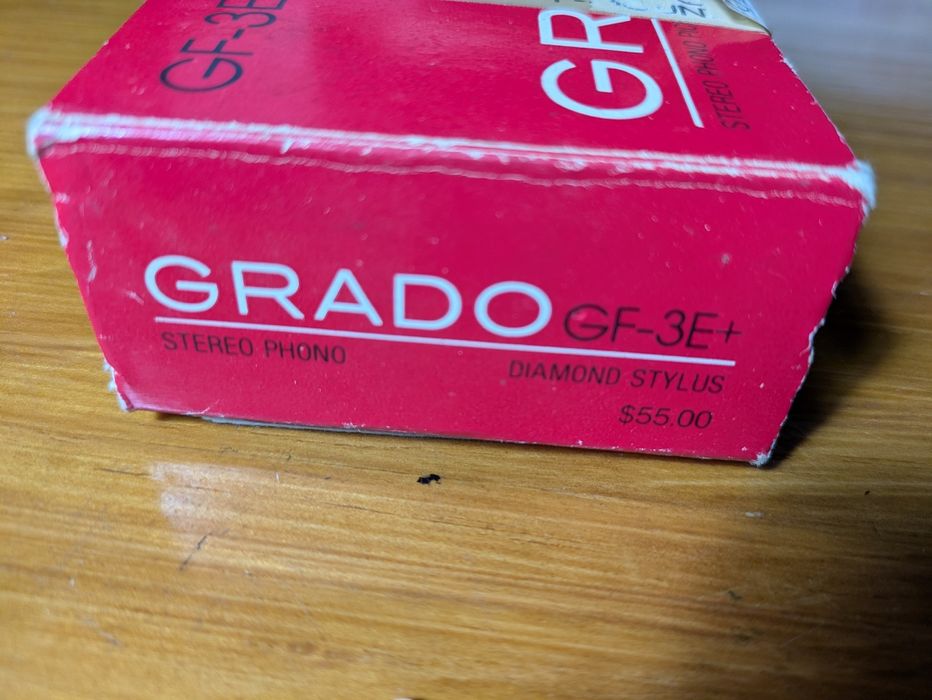 GF-3E
GR
STEREO PHONO
GRADO GF-3E+
STEREO PHONO
DIAMOND STYLUS
$55.00